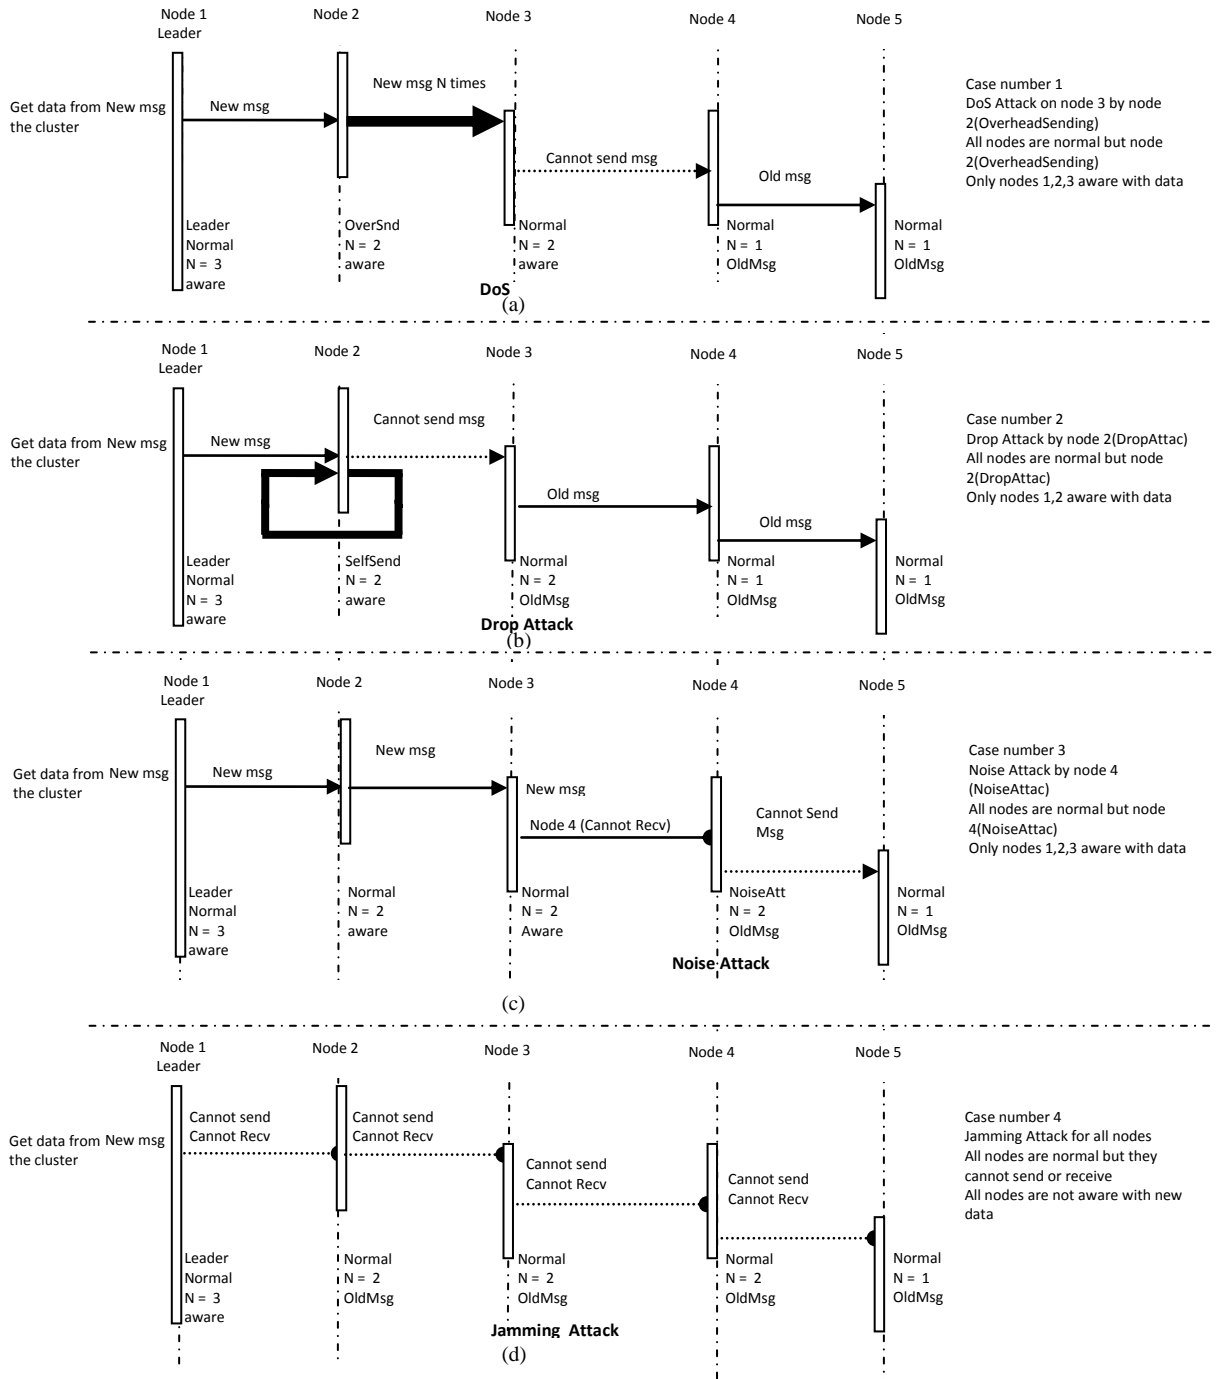 Node 1
Leader
Node 2
Node 3
Node 4
Node 5
Get data from New msg
the cluster
New msg
New msg N times
Cannot send msg
Old msg
Case number 1
DoS Attack on node 3 by node
2(OverheadSending)
All nodes are normal but node
2(OverheadSending)
Only nodes 1,2,3 aware with data
Leader
Normal
N = 3
aware
OverSnd
N = 2
aware
Normal
N = 2
aware
Normal
N = 1
OldMsg
Normal
N = 1
OldMsg
DoS
(a)
Node 1
Leader
Node 2
Node 3
Node 4
Node 5
Get data from New msg
the cluster
New msg
Cannot send msg
Old msg
Old msg
Case number 2
Drop Attack by node 2(DropAttac)
All nodes are normal but node
2(DropAttac)
Only nodes 1,2 aware with data
Leader
Normal
N = 3
aware
SelfSend
N = 2
aware
Normal
N = 2
OldMsg
Normal
N = 1
OldMsg
Normal
N = 1
OldMsg
Drop Attack
(b)
Node 1
Leader
Node 2
Node 3
Node 4
Node 5
Get data from New msg
the cluster
New msg
New msg
New msg
Node 4 (Cannot Recv)
Cannot Send
Msg
Case number 3
Noise Attack by node 4
(NoiseAttac)
All nodes are normal but node
4(NoiseAttac)
Only nodes 1,2,3 aware with data
Leader
Normal
N = 3
aware
Normal
N = 2
aware
Normal
N = 2
Aware
NoiseAtt
N = 2
OldMsg
Normal
N = 1
OldMsg
Noise Attack
(c)
Node 1
Leader
Node 2
Node 3
Node 4
Node 5
Get data from New msg
the cluster
Cannot send
Cannot Recv
Cannot send
Cannot Recv
Cannot send
Cannot Recv
Cannot send
Cannot Recv
Case number 4
Jamming Attack for all nodes
All nodes are normal but they
cannot send or receive
All nodes are not aware with new
data
Leader
Normal
N = 3
aware
Normal
N = 2
OldMsg
Normal
N = 2
OldMsg
Normal
N = 2
OldMsg
Normal
N = 1
OldMsg
Jamming Attack
(d)